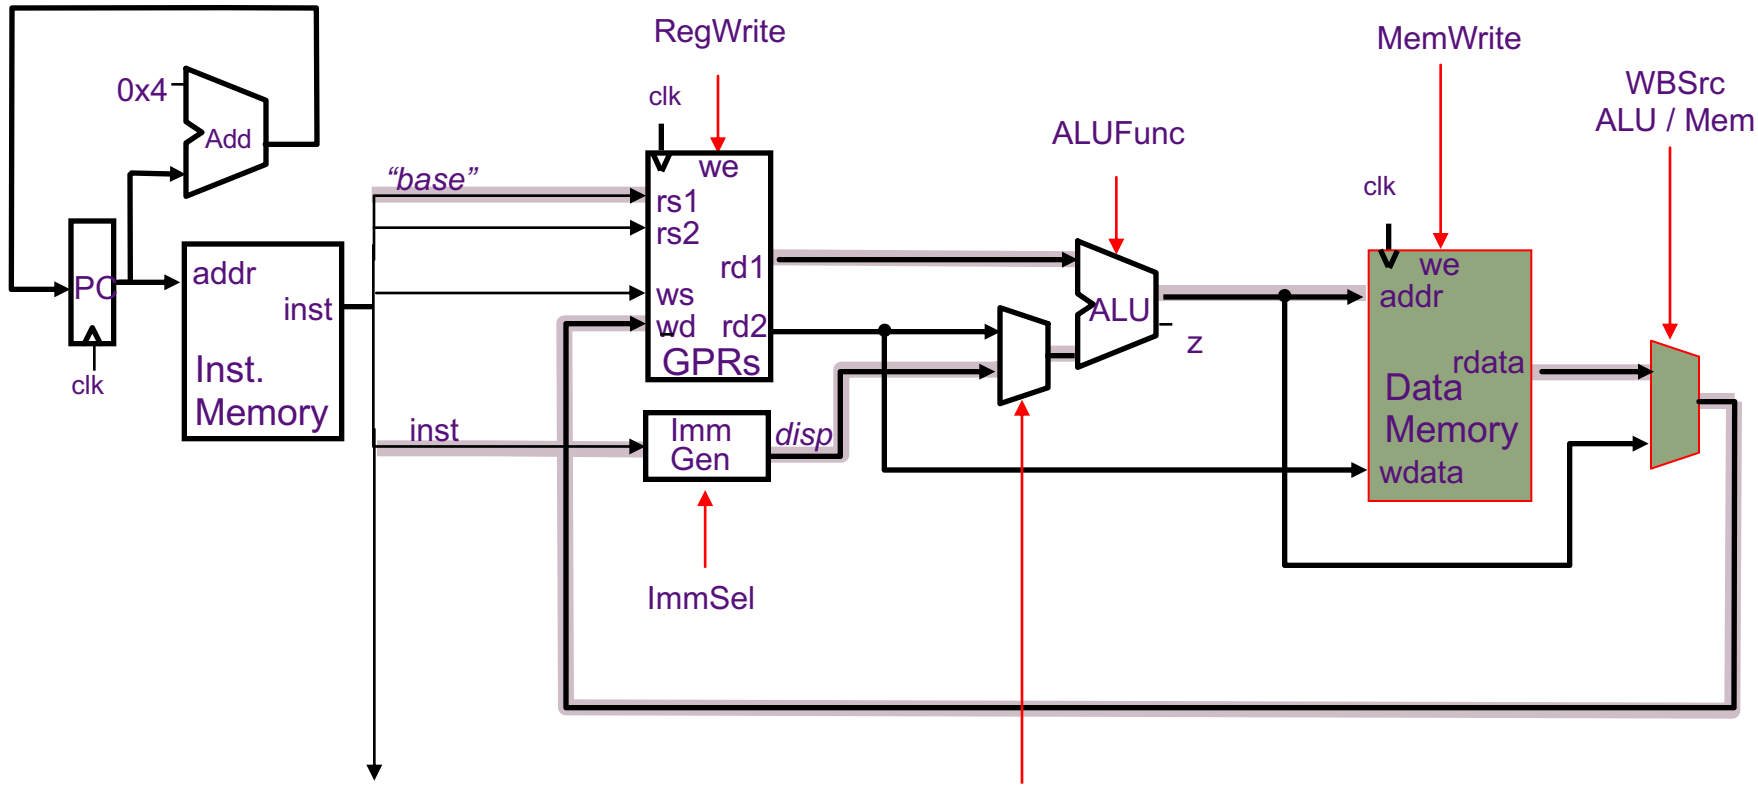 RegWrite
MemWrite
WBSrc
ALU / Mem
0x4
Add
clk
ALUFunc
we
"base"
rs1
rs2
clk
PC
addr
inst
Inst.
Memory
clk
rd1
ws
wd
rd2
GPRs
ALU
z
we
addr
rdata
Data
Memory
wdata
inst
Imm
Gen
disp
ImmSel